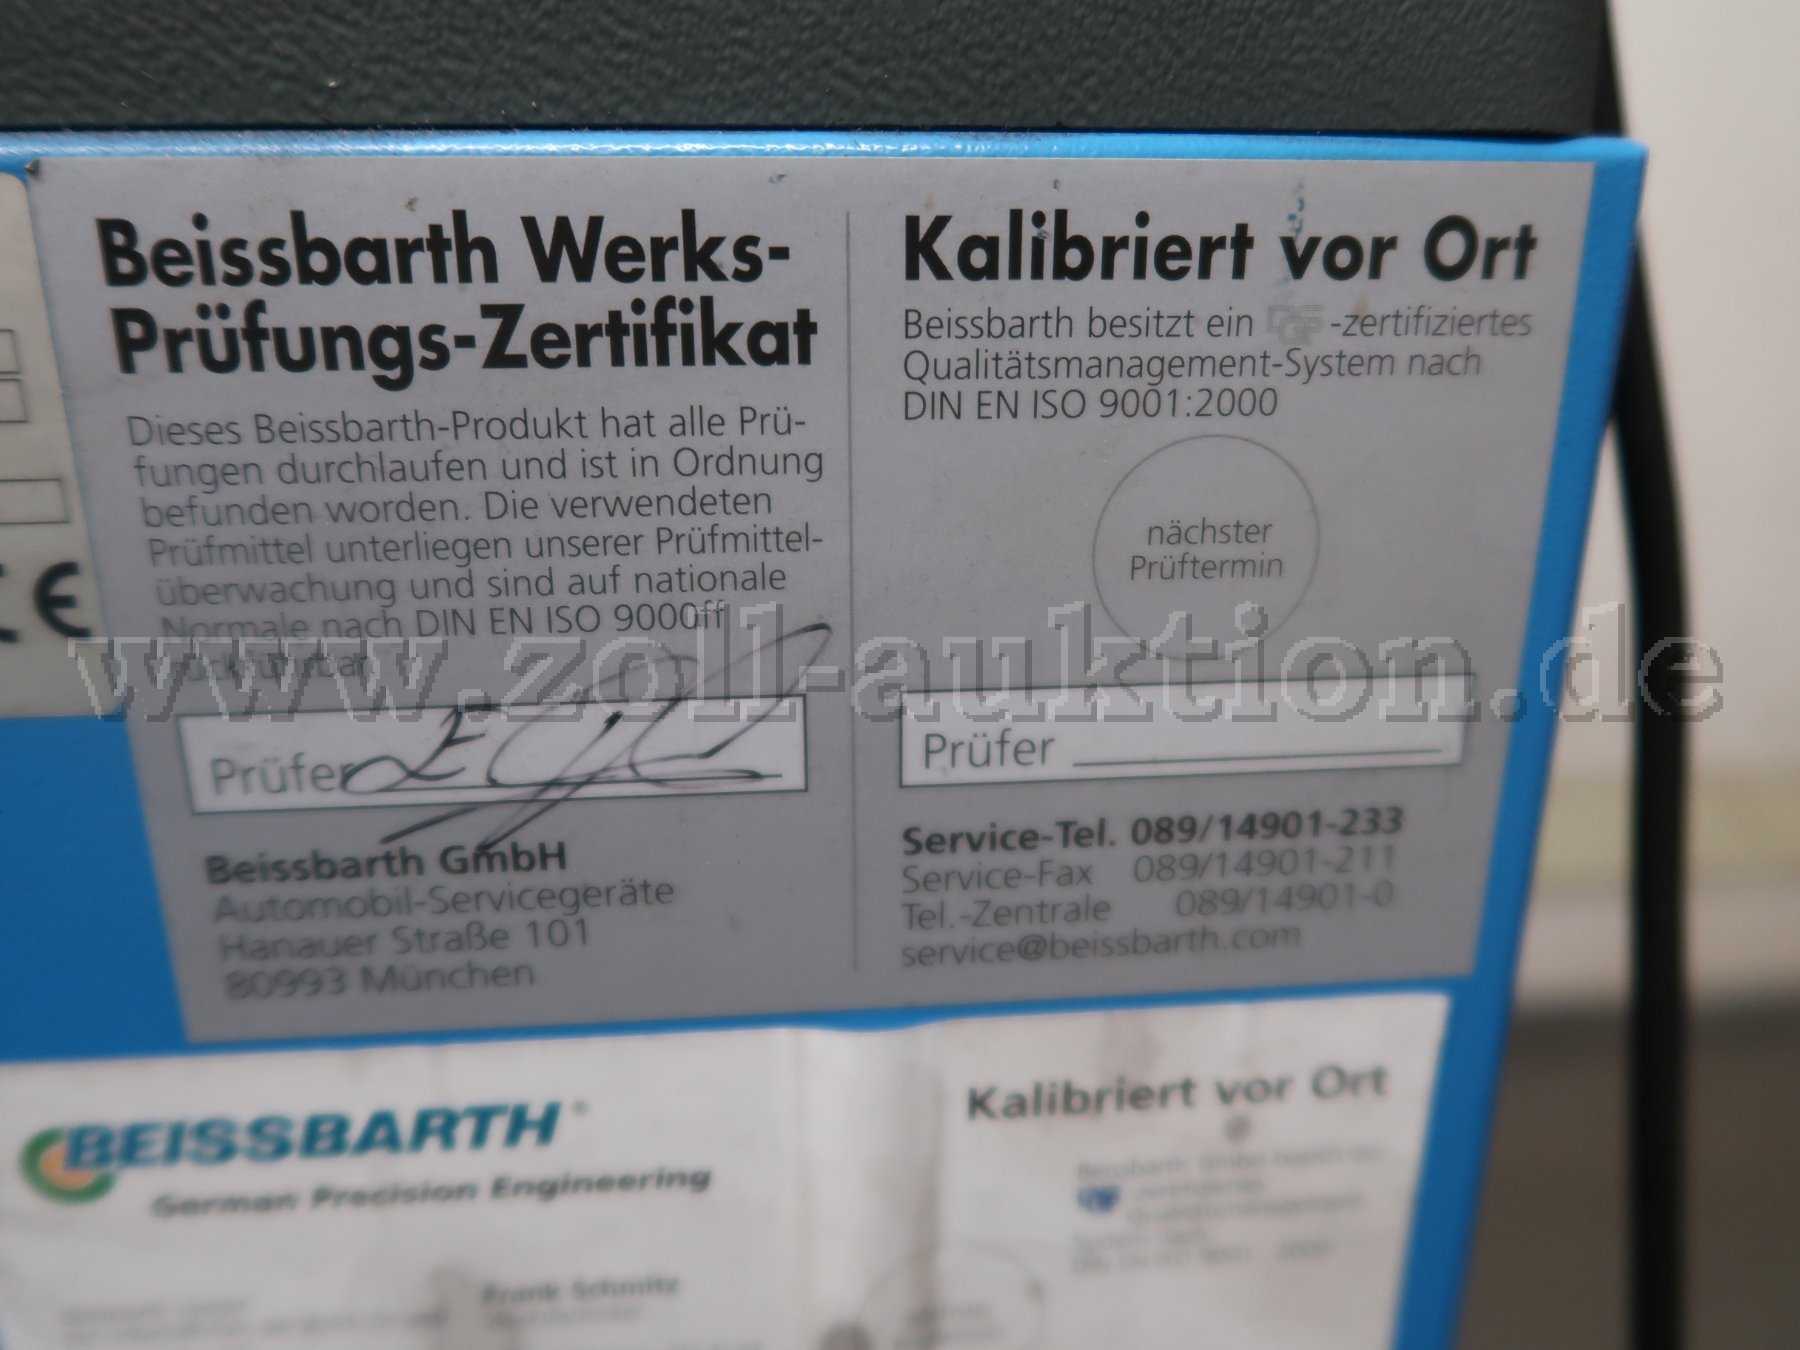 Beissbarth Werks-
Prüfungs-Zertifikat
Dieses Beissbarth-Produkt hat alle Prü-
fungen durchlaufen und ist in Ordnung
befunden worden. Die verwendeten
Prüfmittel unterliegen unserer Prüfmittel-
überwachung und sind auf nationale
Normale nach DIN EN ISO 9000ff
rückführbar.
Prüfer
Beissbarth GmbH
Automobil-Servicegeräte
Hanauer Straße 101
80993 München
Kalibriert vor Ort
Beissbarth besitzt ein DQS-zertifiziertes
Qualitätsmanagement-System nach
DIN EN ISO 9001:2000
nächster
Prüftermin
Prüfer
Service-Tel. 089/14901-233
Service-Fax 089/14901-211
Tel.-Zentrale 089/14901-0
service@beissbarth.com
CE
www.zoll-auktion.de
BEISSBARTH
German Precision Engineering
Frank Schmitz
Kalibriert vor Ort